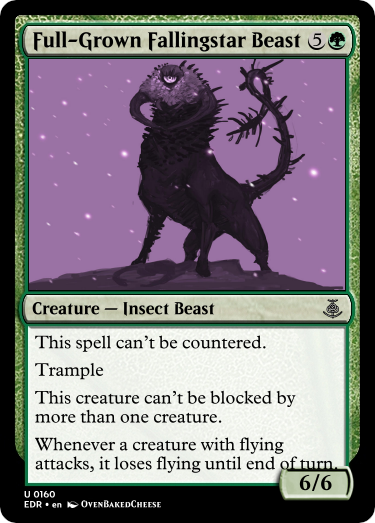 Full-Grown Fallingstar Beast 5
Creature — Insect Beast
This spell can't be countered.
Trample
This creature can't be blocked by
more than one creature.
Whenever a creature with flying
attacks, it loses flying until end of turn.
6/6
U 0160
EDR • en OvenBakedCheese